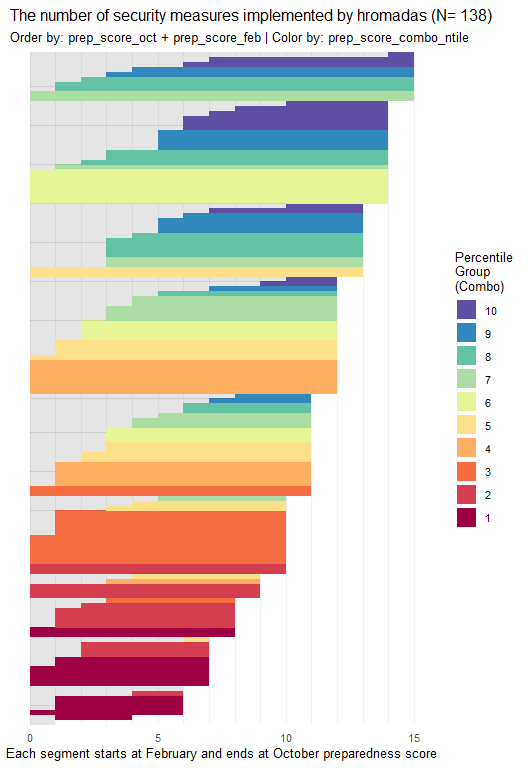 The number of security measures implemented by hromadas (N= 138)
Order by: prep_score_oct + prep_score_feb | Color by: prep_score_combo_ntile
Percentile
Group
(Combo)
10
9
8
7
6
5
4
3
2
1
0 5 10 15
Each segment starts at February and ends at October preparedness score